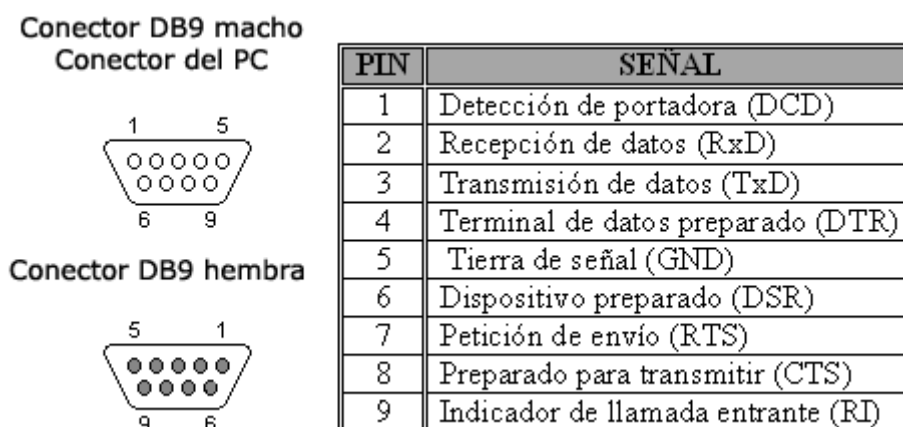 Conector DB9 macho
Conector del PC
1 5
6 9
Conector DB9 hembra
5 1
9 6
PIN SEÑAL
1 Detección de portadora (DCD)
2 Recepción de datos (RxD)
3 Transmisión de datos (TxD)
4 Terminal de datos preparado (DTR)
5 Tierra de señal (GND)
6 Dispositivo preparado (DSR)
7 Petición de envío (RTS)
8 Preparado para transmitir (CTS)
9 Indicador de llamada entrante (RI)